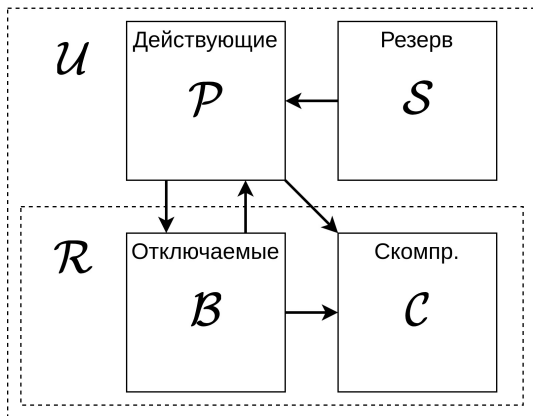 Действующие
Резерв
𝒰
𝒫
𝒮
Отключаемые
Скомпр.
ℛ
ℬ
𝒞